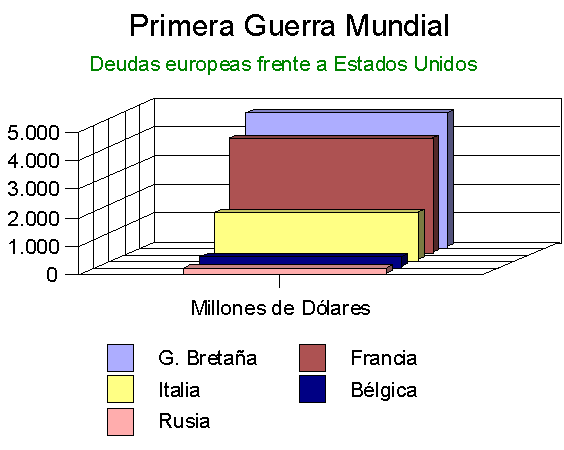 Primera Guerra Mundial
Deudas europeas frente a Estados Unidos
5.000
4.000
3.000
2.000
1.000
0
Millones de Dólares
G. Bretaña
Francia
Italia
Bélgica
Rusia